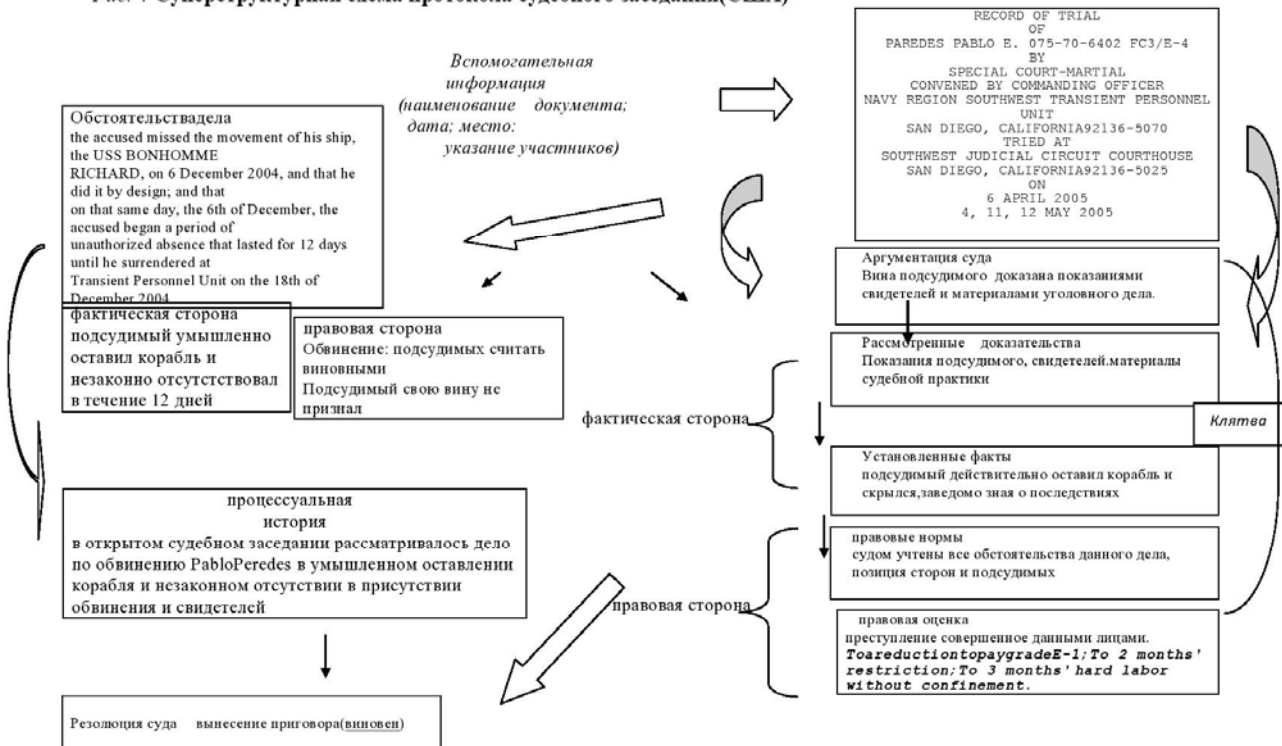 Суперструктурная схема протокола судебного заседания(США)
Вспомогательная
информация
(наименование документа;
дата; место:
указание участников)
RECORD OF TRIAL
OF
PAREDES PABLO E. 075-70-6402 FC3/E-4
BY
SPECIAL COURT-MARTIAL
CONVENED BY COMMANDING OFFICER
NAVY REGION SOUTHWEST TRANSIENT PERSONNEL
UNIT
SAN DIEGO, CALIFORNIA92136-5070
TRIED AT
SOUTHWEST JUDICIAL CIRCUIT COURTHOUSE
SAN DIEGO, CALIFORNIA92136-5025
ON
6 APRIL 2005
4, 11, 12 MAY 2005
Обстоятельствадела
the accused missed the movement of his ship,
the USS BONHOMME
RICHARD, on 6 December 2004, and that he
did it by design; and that
on that same day, the 6th of December, the
accused began a period of
unauthorized absence that lasted for 12 days
until he surrendered at
Transient Personnel Unit on the 18th of
December 2004
фактическая сторона
подсудимый умышленно
оставил корабль и
незаконно отсутстствовал
в течение 12 дней
правовая сторона
Обвинение: подсудимых считать
виновными
Подсудимый свою вину не
признал
Аргументация суда
Вина подсудимого доказана показаниями
свидетелей и материалами уголовного дела.
Рассмотренные доказательства
Показания подсудимого, свидетелей.материалы
судебной практики
фактическая сторона
Клятва
Установленные факты
подсудимый действительно оставил корабль и
скрылся,заведомо зная о последствиях
процессуальная
история
в открытом судебном заседании рассматривалось дело
по обвинению PabloPeredes в умышленном оставлении
корабля и незаконном отсутствии в присутствии
обвинения и свидетелей
правовые нормы
судом учтены все обстоятельства данного дела,
позиция сторон и подсудимых
правовая сторона
правовая оценка
преступление совершенное данными лицами.
ToareductiontopaygradeE-1;To 2 months'
restriction;To 3 months'hard labor
without confinement.
Резолюция суда вынесение приговора(виновен)